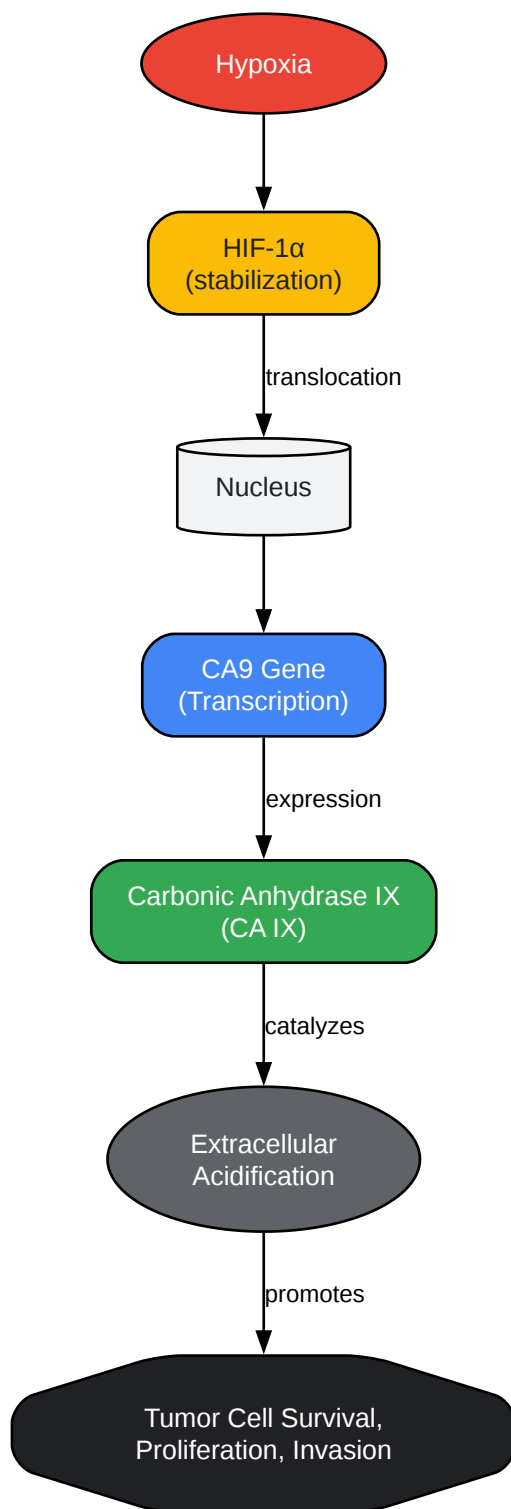 Hypoxia
HIF-1α
(stabilization)
translocation
Nucleus
CA9 Gene
(Transcription)
expression
Carbonic Anhydrase IX
(CA IX)
catalyzes
Extracellular
Acidification
promotes
Tumor Cell Survival,
Proliferation, Invasion